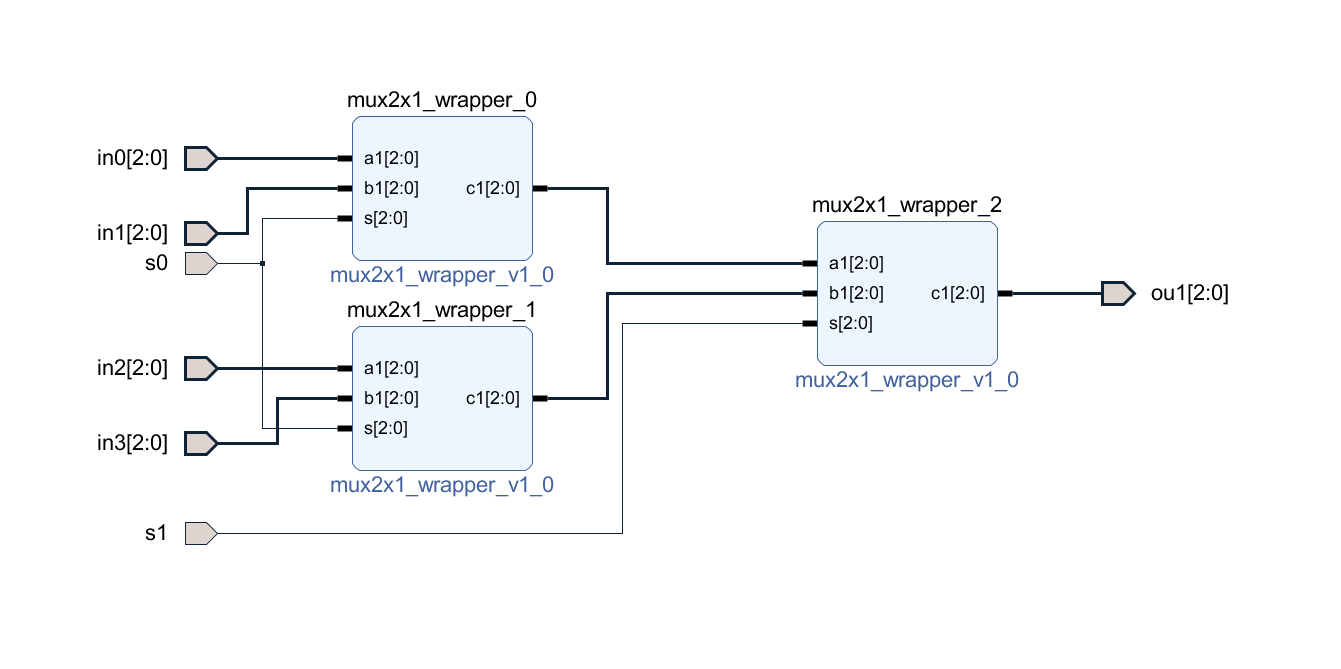 mux2x1_wrapper_0
in0[2:0]
a1[2:0]
b1[2:0]
c1[2:0]
in1[2:0]
s[2:0]
s0
mux2x1_wrapper_v1_0
mux2x1_wrapper_1
in2[2:0]
a1[2:0]
b1[2:0]
c1[2:0]
in3[2:0]
s[2:0]
mux2x1_wrapper_v1_0
s1
mux2x1_wrapper_2
a1[2:0]
b1[2:0]
c1[2:0]
s[2:0]
mux2x1_wrapper_v1_0
ou1[2:0]